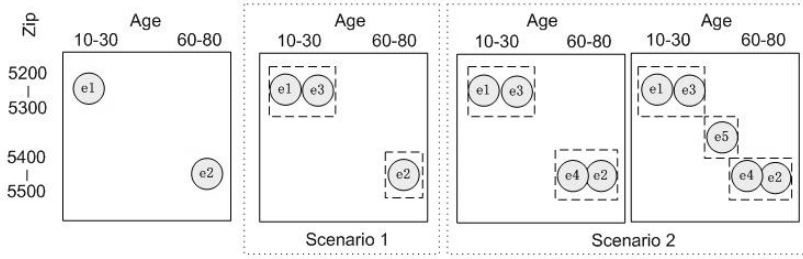 Zip
Age Age Age Age
10-30 60-80 10-30 60-80 10-30 60-80 10-30 60-80
5200
|
5300
5400
|
5500
e1 e1 e3 e1 e3 e1 e3
e5
e2 e2 e4 e2 e4 e2
Scenario 1 Scenario 2